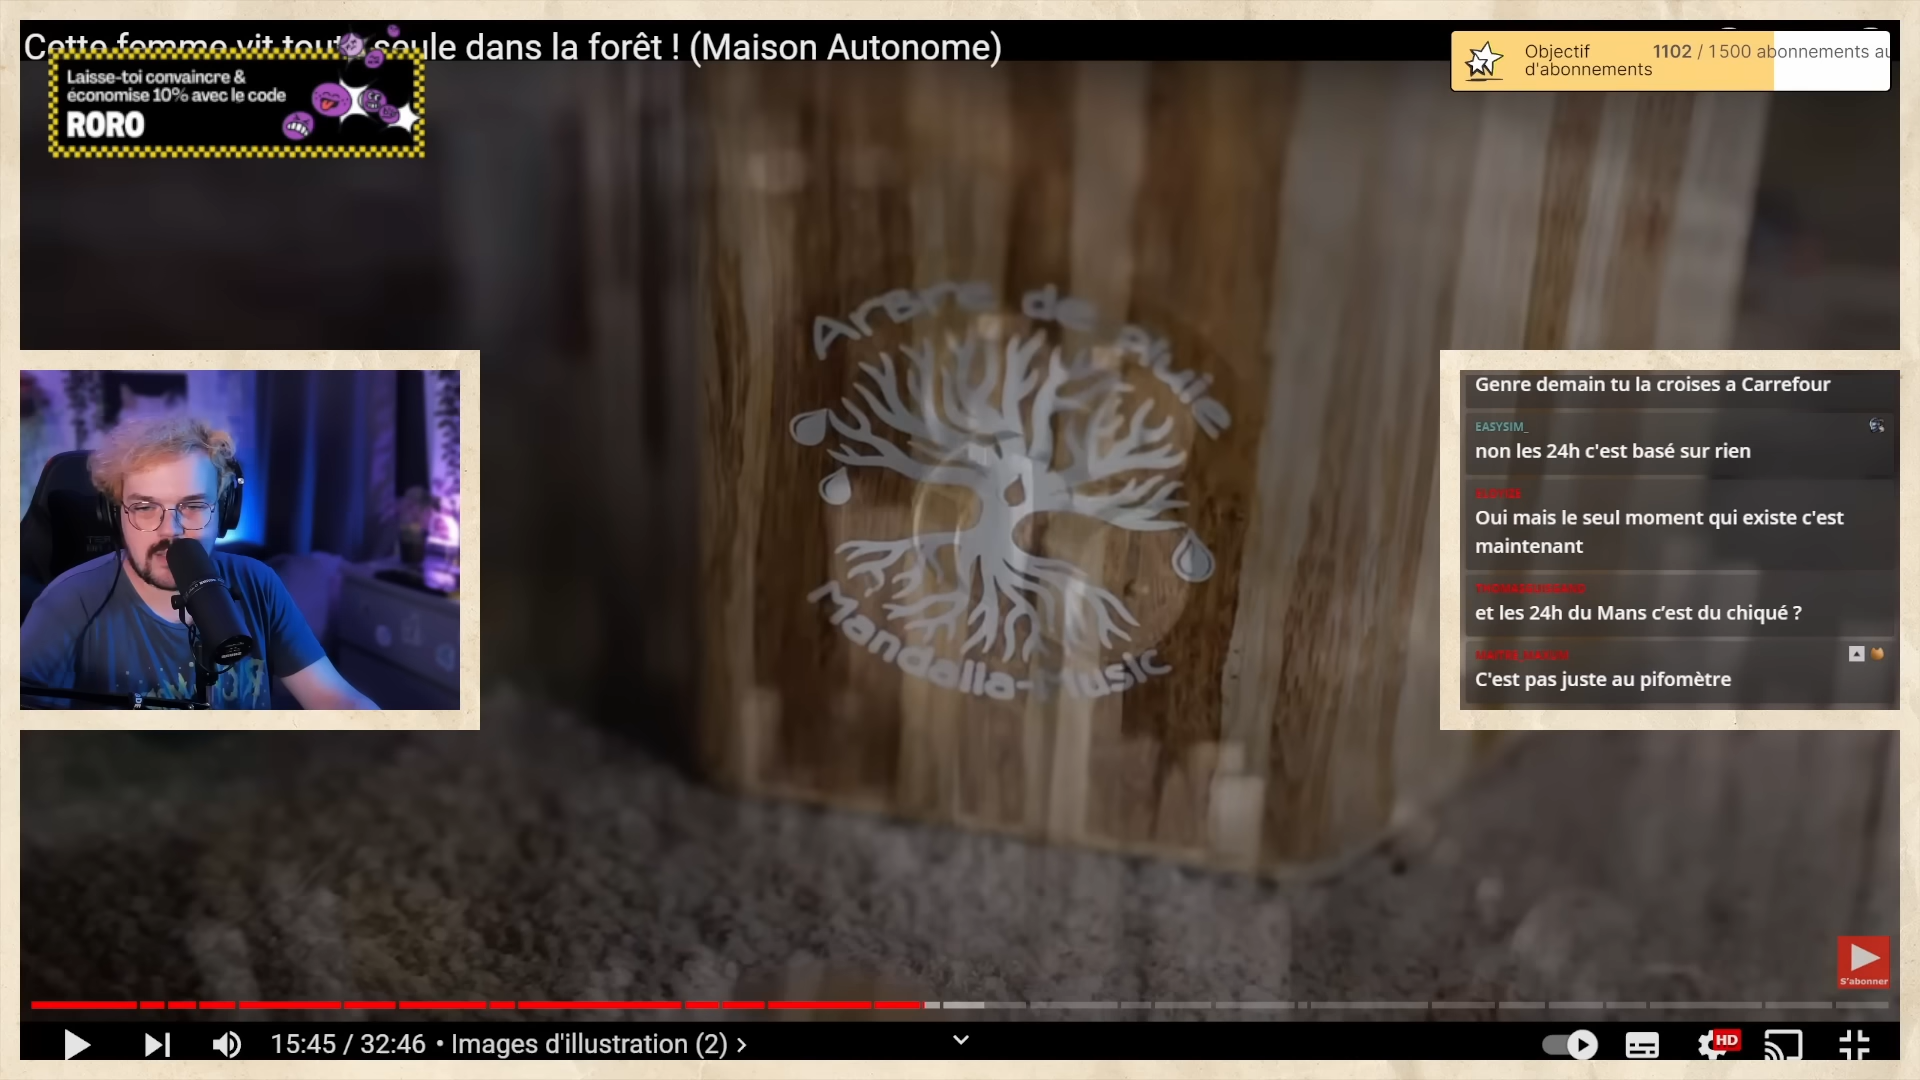 Cette femme vit toute seule dans la forêt ! (Maison Autonome)
Laisse-toi convaincre &
économise 10% avec le code
RORO
Objectif
d'abonnements
1102 / 1500 abonnements au
Arbre de Pluie
Mandalla-Music
Genre demain tu la croises a Carrefour
EASYSIM_
non les 24h c'est basé sur rien
Oui mais le seul moment qui existe c'est
maintenant
et les 24h du Mans c’est du chiqué ?
C'est pas juste au pifomètre
S'abonner
15:45 / 32:46 • Images d'illustration (2) ›
HD